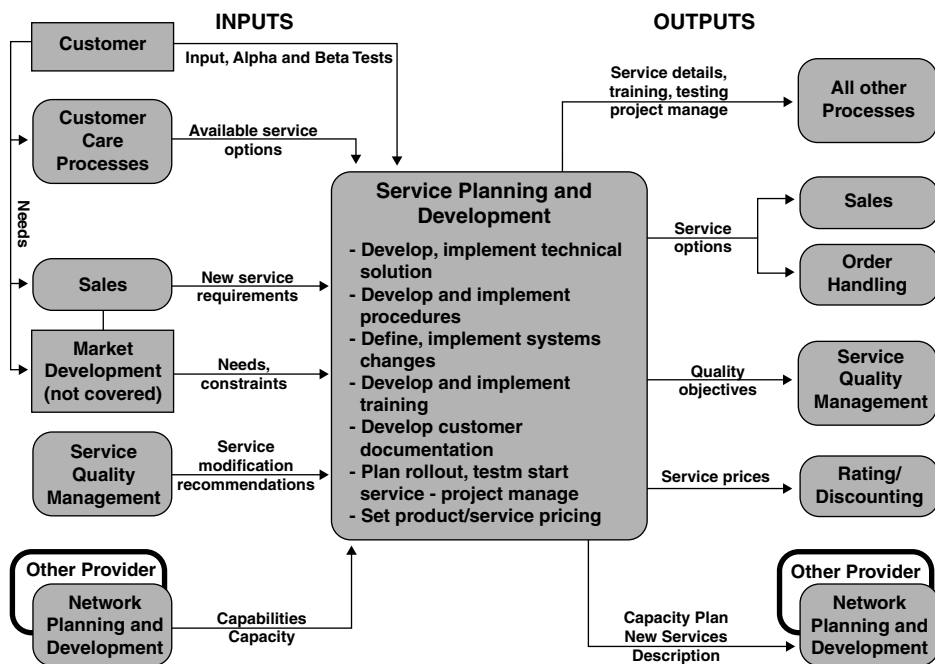 INPUTS
OUTPUTS
Customer
Input, Alpha and Beta Tests
Customer
Care
Processes
Available service
options
Needs
Sales
New service
requirements
Market
Development
(not covered)
Needs,
constraints
Service
Quality
Management
Service
modification
recommendations
Other Provider
Network
Planning and
Development
Capabilities
Capacity
Service Planning and
Development
- Develop, implement technical
solution
- Develop and implement
procedures
- Define, implement systems
changes
- Develop and implement
training
- Develop customer
documentation
- Plan rollout, testm start
service - project manage
- Set product/service pricing
Service details,
training, testing
project manage
All other
Processes
Service
options
Sales
Order
Handling
Quality
objectives
Service
Quality
Management
Service prices
Rating/
Discounting
Capacity Plan
New Services
Description
Other Provider
Network
Planning and
Development